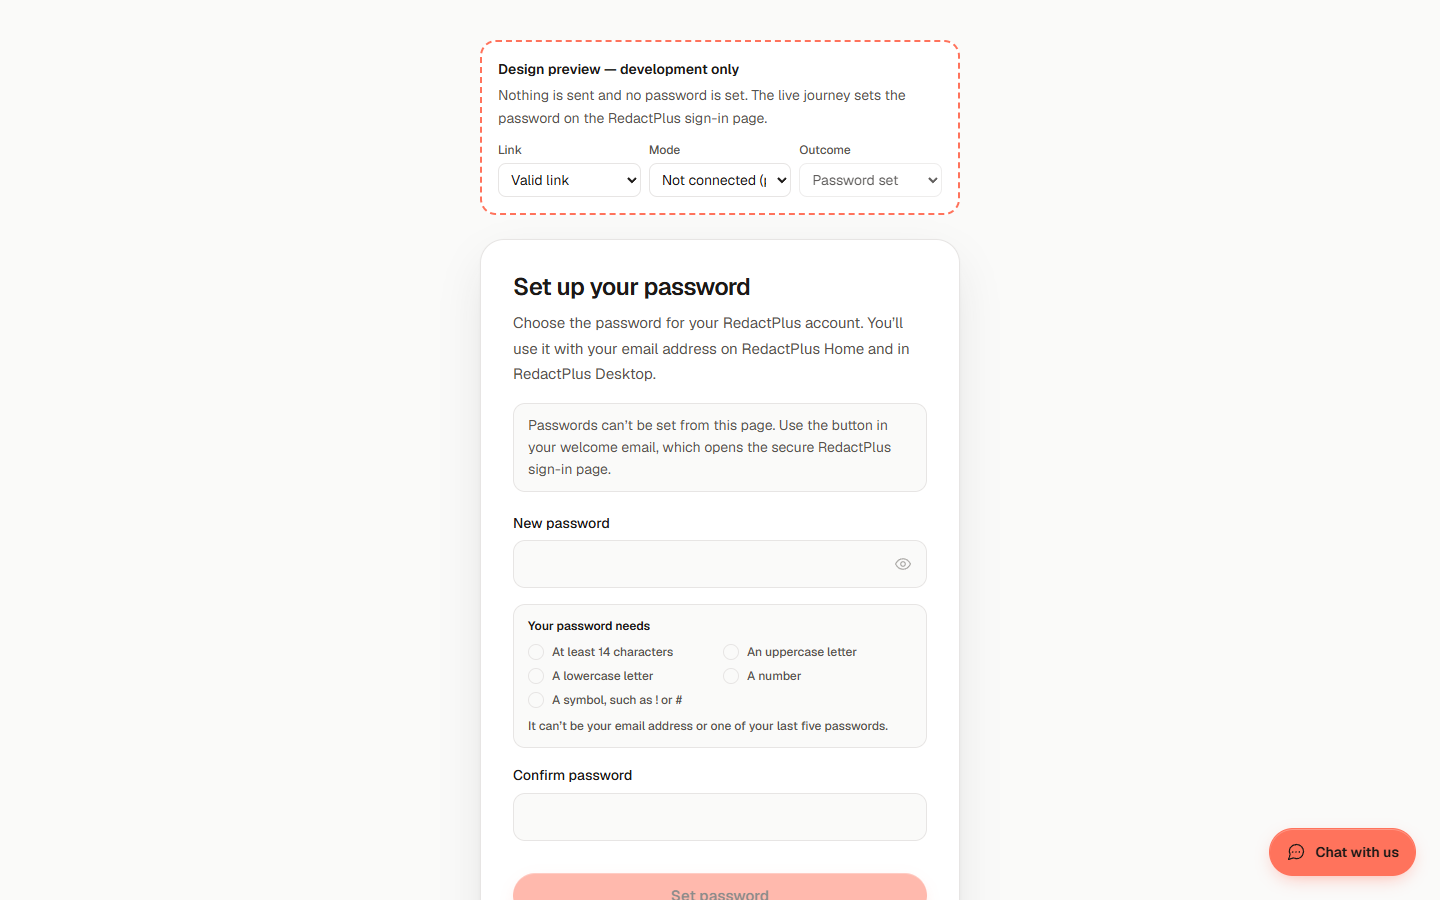 Design preview — development only
Nothing is sent and no password is set. The live journey sets the
password on the RedactPlus sign-in page.
Link
Mode
Outcome
Valid link
Not connected (
Password set
Set up your password
Choose the password for your RedactPlus account. You’ll
use it with your email address on RedactPlus Home and in
RedactPlus Desktop.
Passwords can’t be set from this page. Use the button in
your welcome email, which opens the secure RedactPlus
sign-in page.
New password
Your password needs
At least 14 characters
An uppercase letter
A lowercase letter
A number
A symbol, such as ! or #
It can’t be your email address or one of your last five passwords.
Confirm password
Set password
Chat with us